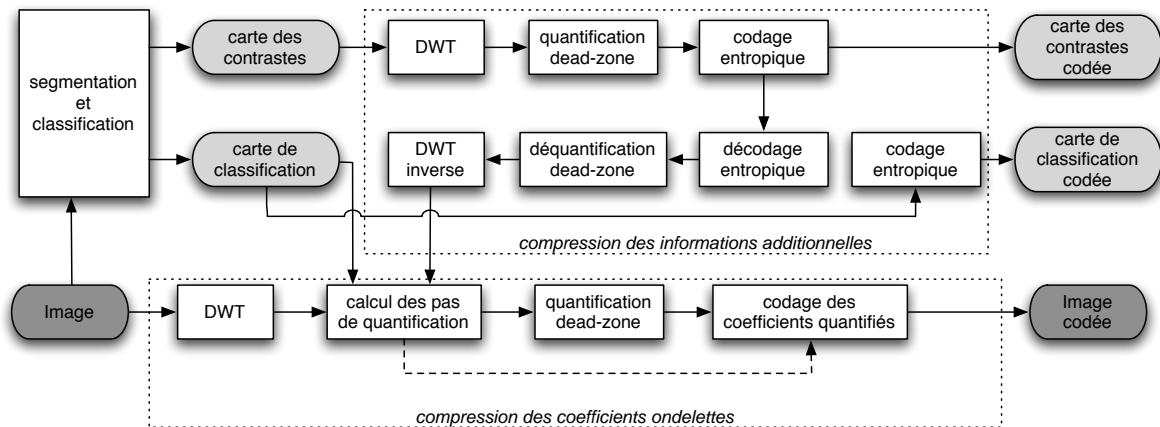 segmentation
et
classification
carte des
contrastes
DWT
quantification
dead-zone
codage
entropique
carte des
contrastes
codée
carte de
classification
DWT
inverse
déquantification
dead-zone
décodage
entropique
codage
entropique
carte de
classification
codée
compression des informations additionnelles
Image
DWT
calcul des pas
de quantification
quantification
dead-zone
codage des
coefficients quantifiés
Image
codée
compression des coefficients ondelettes